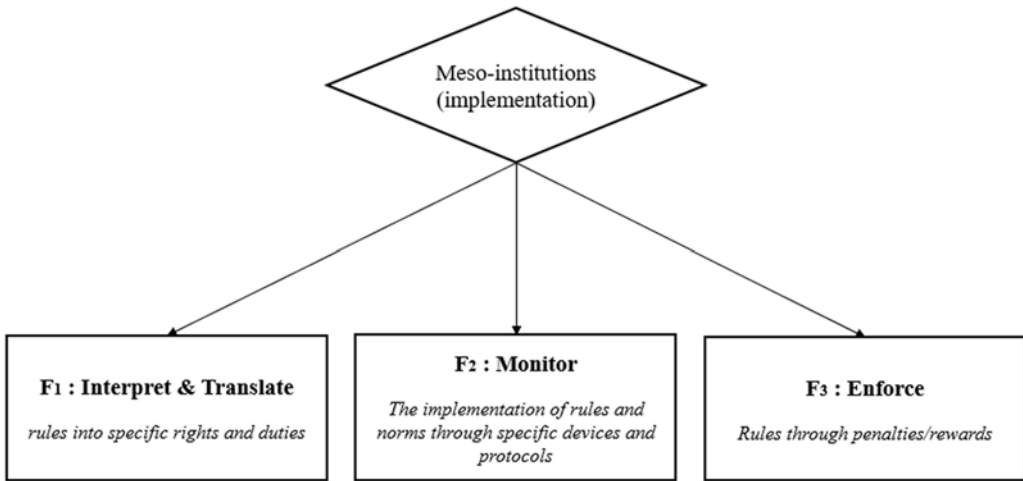 Meso-institutions
(implementation)
F1 : Interpret & Translate
rules into specific rights and duties
F2 : Monitor
The implementation of rules and
norms through specific devices and
protocols
F3 : Enforce
Rules through penalties/rewards